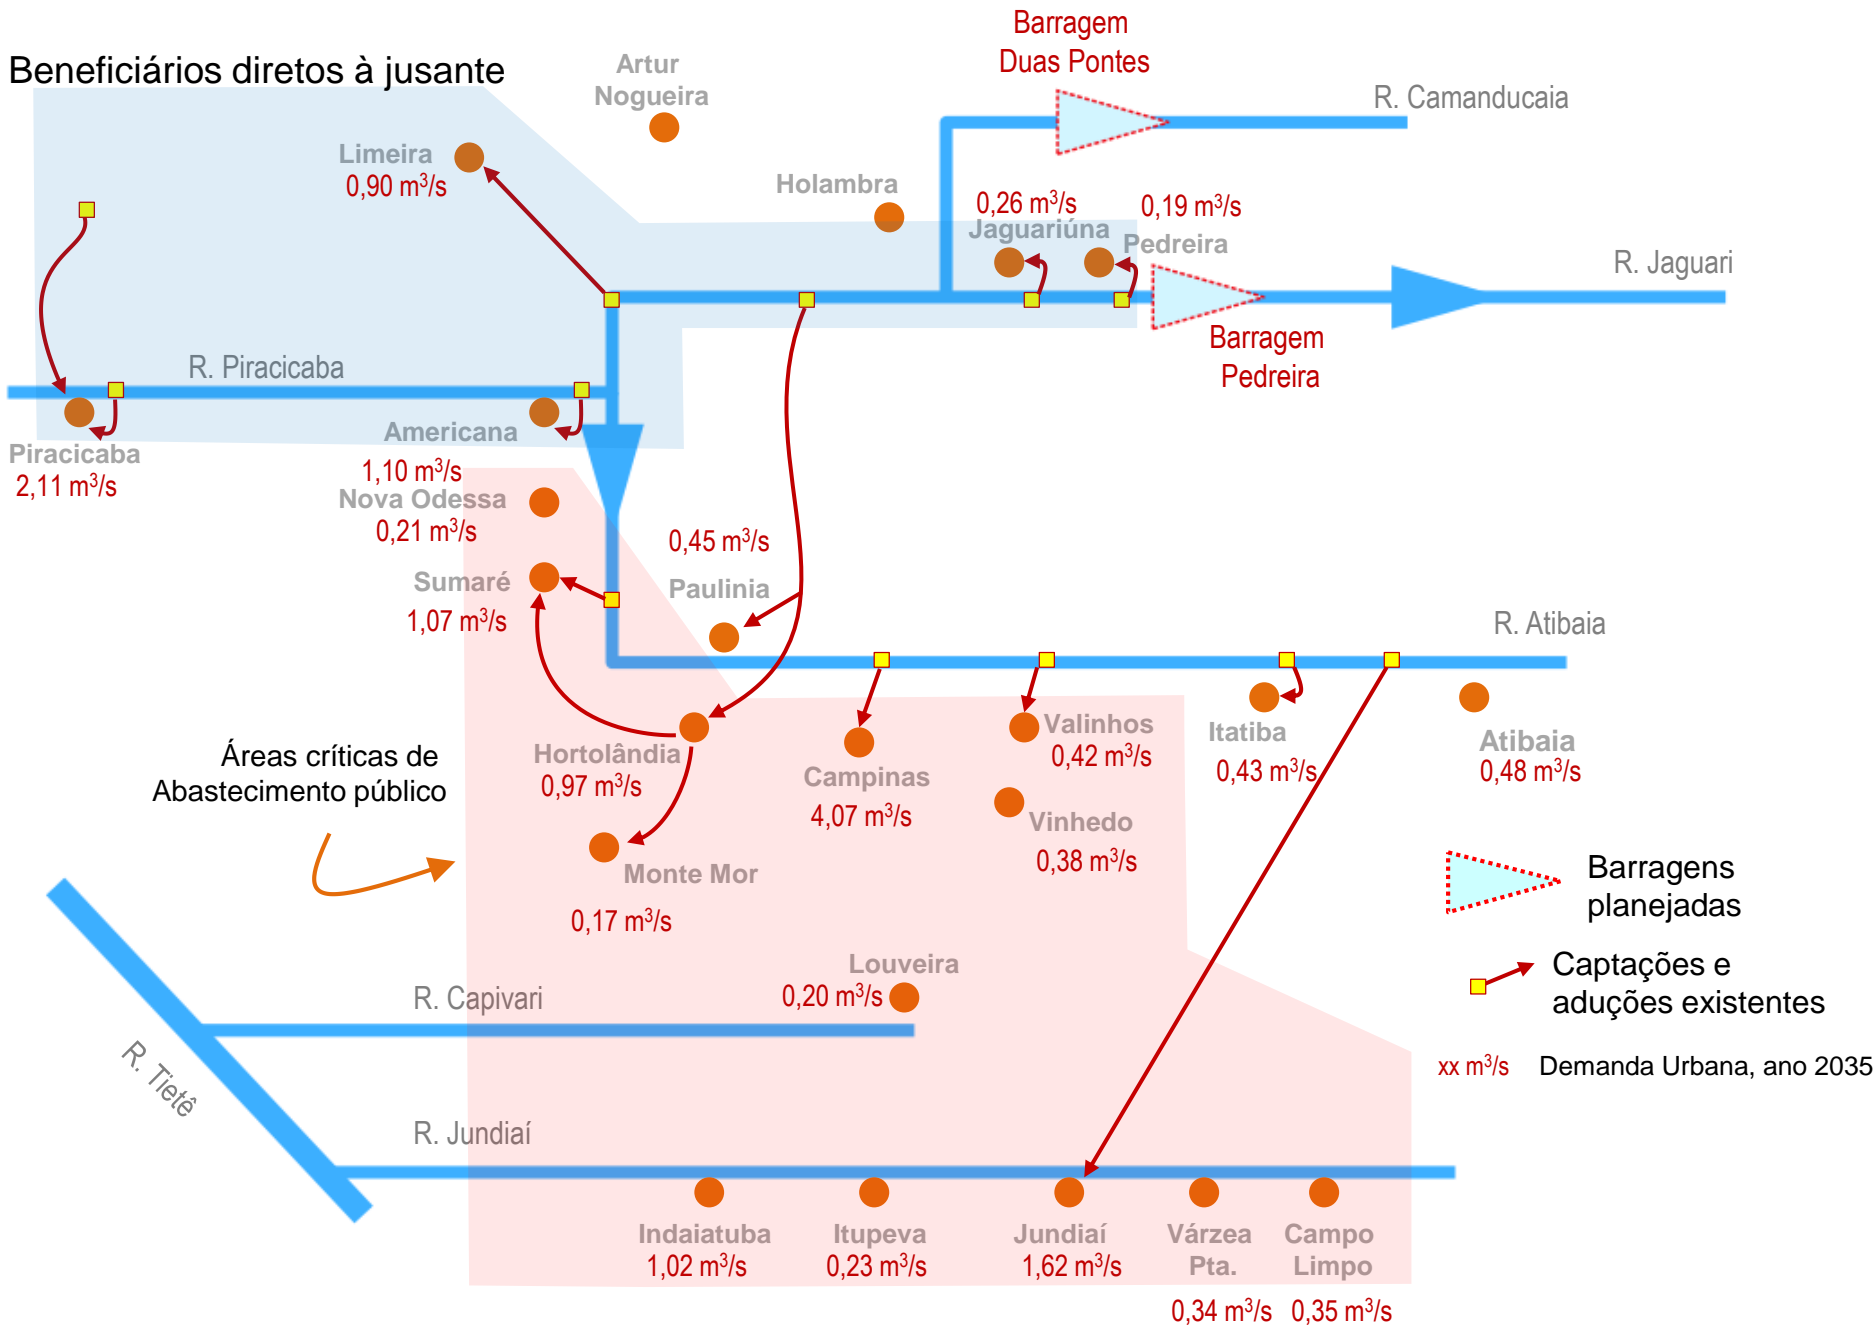 Barragem
Duas Pontes
Beneficiários diretos à jusante
Artur
Nogueira
R. Camanducaia
Limeira
0,90 m³/s
Holambra
0,26 m³/s
0,19 m³/s
Jaguariúna
Pedreira
R. Jaguari
Barragem
Pedreira
R. Piracicaba
Americana
1,10 m³/s
Piracicaba
2,11 m³/s
Nova Odessa
0,21 m³/s
0,45 m³/s
Sumaré
1,07 m³/s
Paulinia
R. Atibaia
Áreas críticas de
Abastecimento público
Hortolândia
0,97 m³/s
Campinas
4,07 m³/s
Valinhos
0,42 m³/s
Itatiba
0,43 m³/s
Atibaia
0,48 m³/s
Vinhedo
0,38 m³/s
Monte Mor
0,17 m³/s
Barragens
planejadas
Louveira
0,20 m³/s
R. Capivari
Captações e
aduções existentes
R. Tietê
xx m³/s Demanda Urbana, ano 2035
R. Jundiaí
Indaiatuba
1,02 m³/s
Itupeva
0,23 m³/s
Jundiaí
1,62 m³/s
Várzea
Pta.
0,34 m³/s
Campo
Limpo
0,35 m³/s